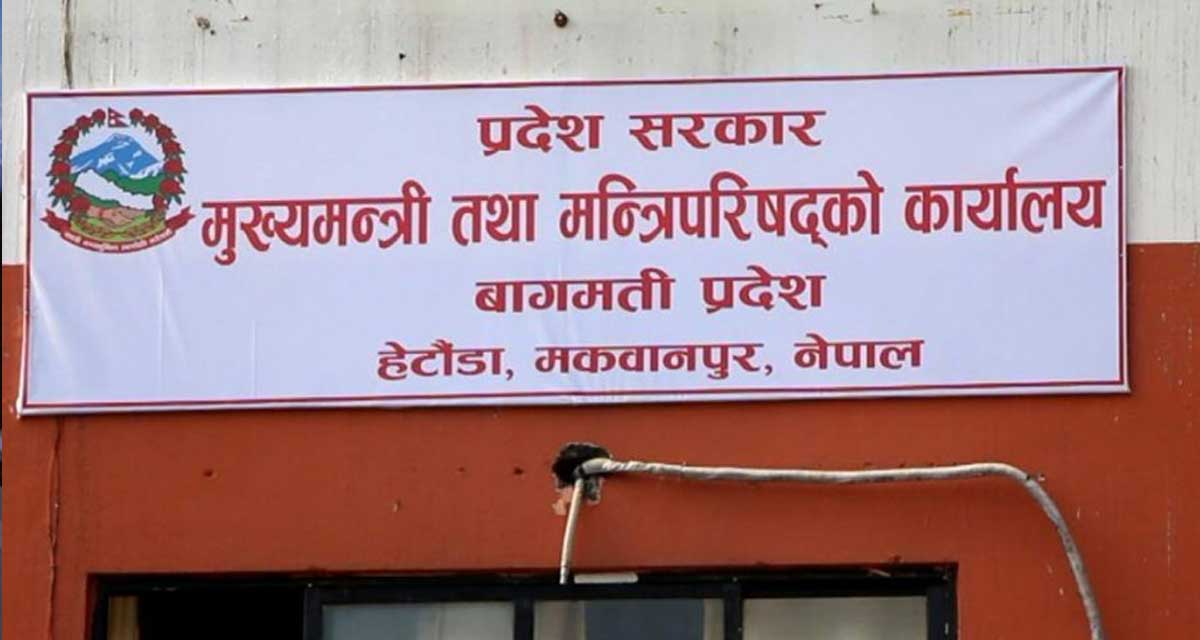 प्रदेश सरकार
मुख्यमन्त्री तथा मन्त्रिपरिषद्को कार्यालय
बागमती प्रदेश
हेटौंडा, मकवानपुर, नेपाल